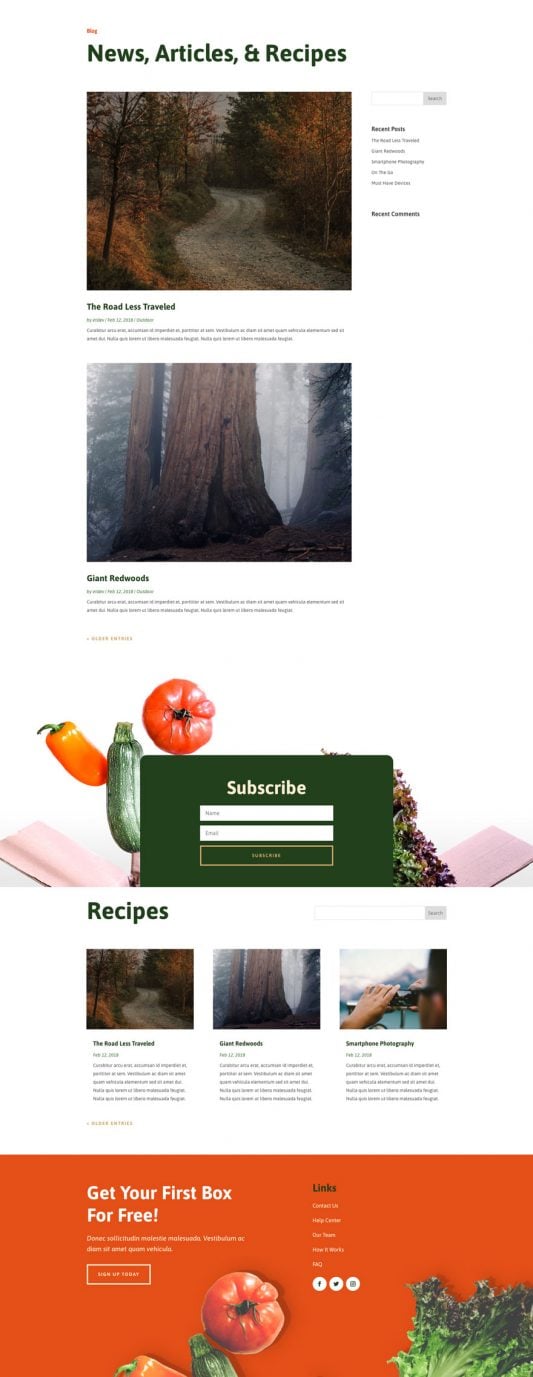 Blog
News, Articles, & Recipes
Search
Recent Posts
The Road Less Traveled
Giant Redwoods
Smartphone Photography
On The Go
Must Have Devices
Recent Comments
The Road Less Traveled
by etdev | Feb 12, 2018 | Outdoor
Curabitur arcu erat, accumsan id imperdiet et, porttitor at sem. Vestibulum ac diam sit amet quam vehicula elementum sed sit
amet dui. Nulla quis lorem ut libero malesuada feugiat.
Giant Redwoods
by etdev | Feb 12, 2018 | Outdoor
Curabitur arcu erat, accumsan id imperdiet et, porttitor at sem. Vestibulum ac diam sit amet quam vehicula elementum sed sit
amet dui. Nulla quis lorem ut libero malesuada feugiat. Nulla quis lorem ut libero malesuada feugiat.
« OLDER ENTRIES
Subscribe
Name
Email
SUBSCRIBE
Recipes
Search
The Road Less Traveled
Feb 12, 2018
Curabitur arcu erat, accumsan id imperdiet et,
porttitor at sem. Vestibulum ac diam sit amet
quam vehicula elementum sed sit amet dui.
Nulla quis lorem ut libero malesuada feugiat.
Nulla quis lorem ut libero malesuada feugiat.
Giant Redwoods
Feb 12, 2018
Curabitur arcu erat, accumsan id imperdiet et,
porttitor at sem. Vestibulum ac diam sit amet
quam vehicula elementum sed sit amet dui.
Nulla quis lorem ut libero malesuada feugiat.
Nulla quis lorem ut libero malesuada feugiat.
Smartphone Photography
Feb 12, 2018
Curabitur arcu erat, accumsan id imperdiet et,
porttitor at sem. Vestibulum ac diam sit amet
quam vehicula elementum sed sit amet dui.
Nulla quis lorem ut libero malesuada feugiat.
Nulla quis lorem ut libero malesuada feugiat.
« OLDER ENTRIES
Get Your First Box
For Free!
Donec sollicitudin molestie malesuada. Vestibulum ac
diam sit amet quam vehicula.
SIGN UP TODAY
Links
Contact Us
Help Center
Our Team
How It Works
FAQ